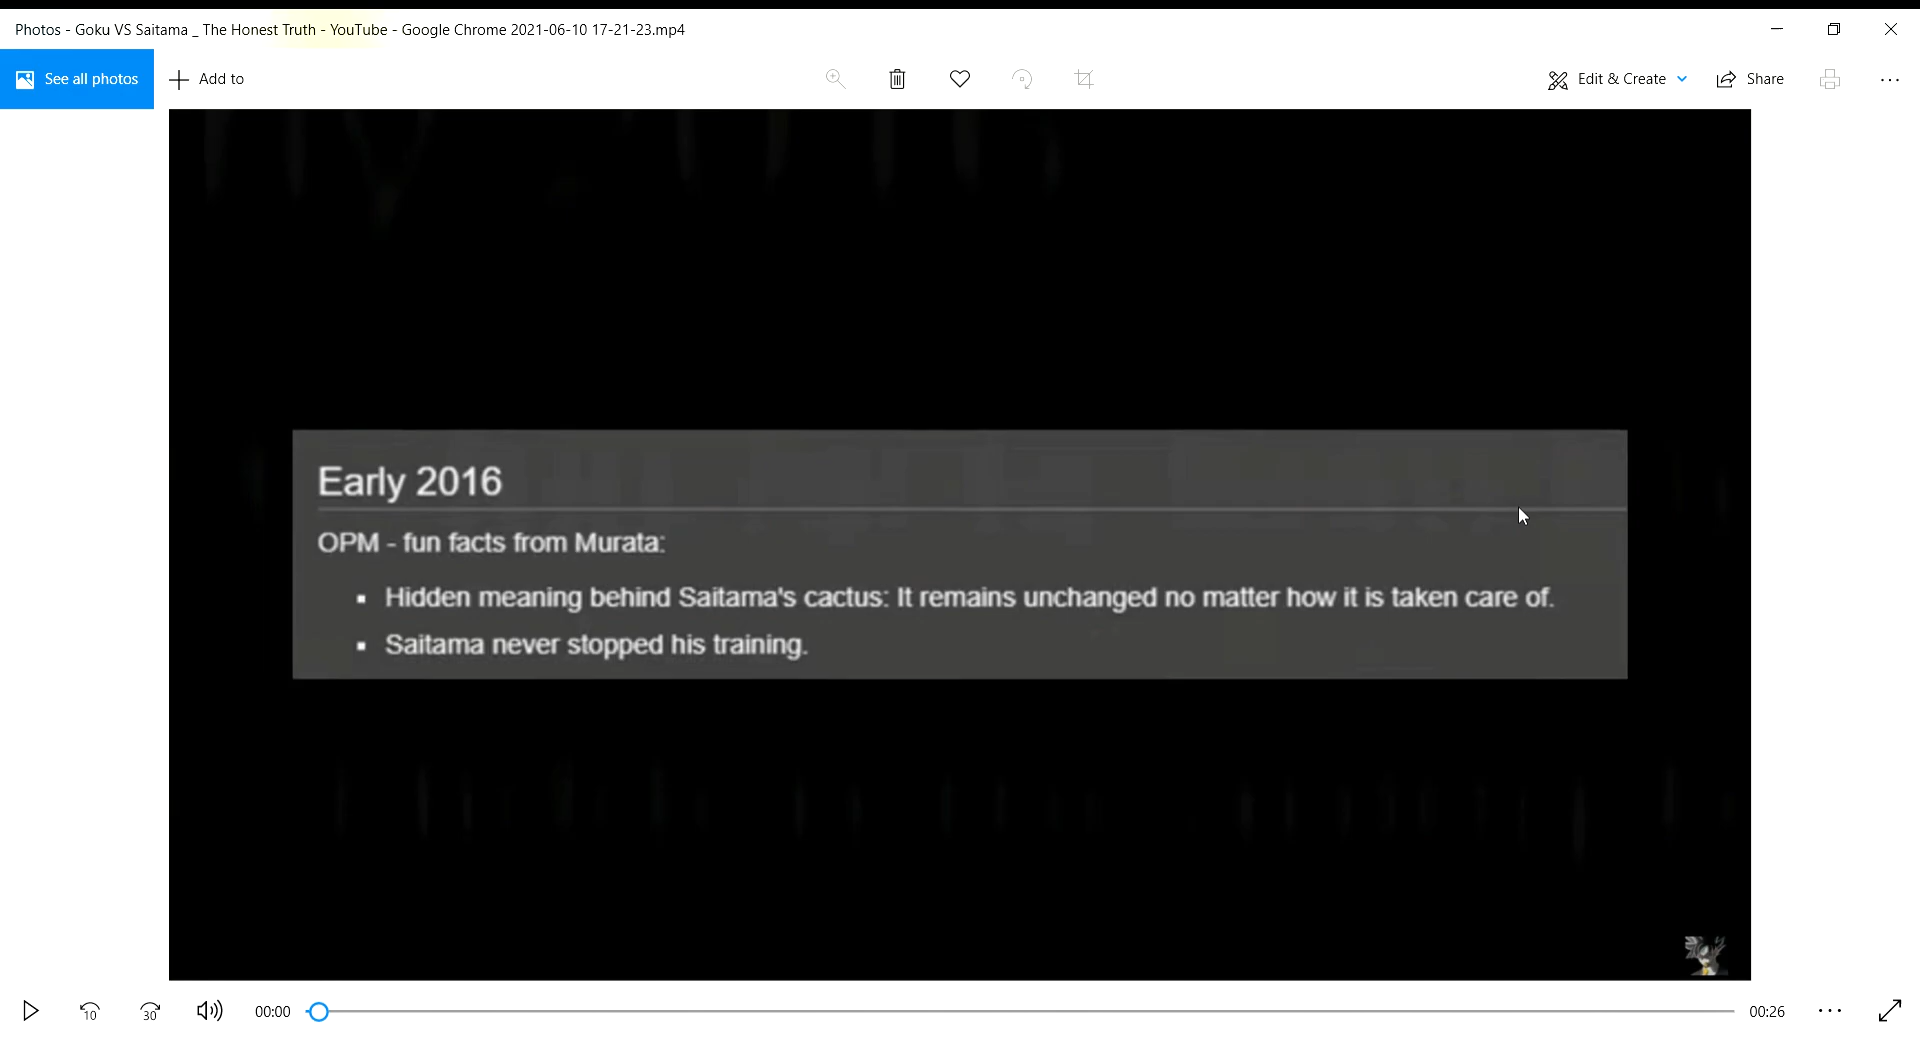 Photos - Goku VS Saitama _ The Honest Truth - YouTube - Google Chrome 2021-06-10 17-21-23.mp4
See all photos
Add to
Edit & Create
Share
Early 2016
OPM - fun facts from Murata:
▪ Hidden meaning behind Saitama's cactus: It remains unchanged no matter how it is taken care of.
▪ Saitama never stopped his training.
10
30
00:00
00:26